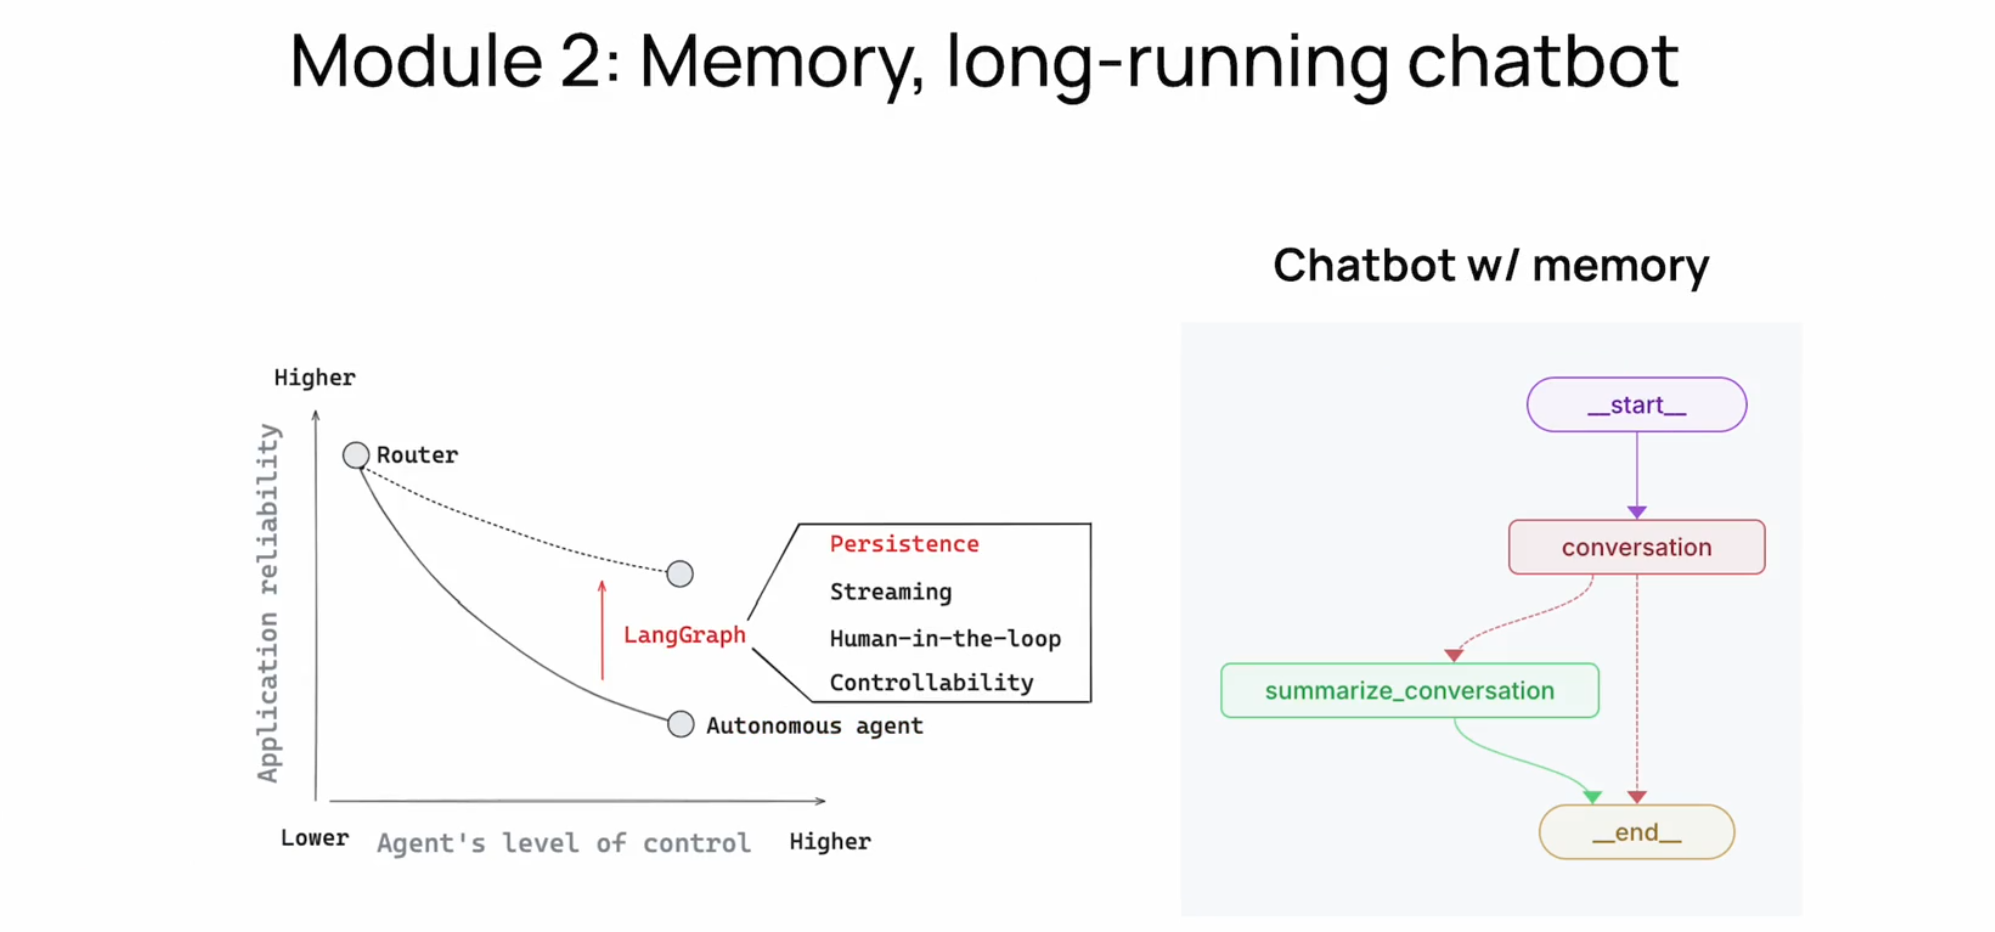 Module 2: Memory, long-running chatbot
Higher
Application reliability
Router
LangGraph
Persistence
Streaming
Human-in-the-loop
Controllability
Autonomous agent
Lower
Agent's level of control
Higher
Chatbot w/ memory
__start__
conversation
summarize_conversation
__end__